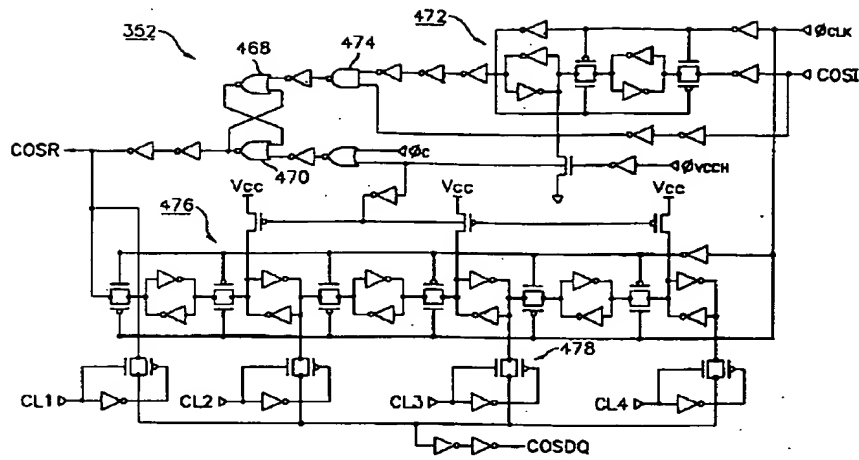 352
468
474
472
ØCLK
COSI
COSR
470
ØC
ØVCCH
Vcc
Vcc
Vcc
476
478
CL1
CL2
CL3
CL4
COSDQ